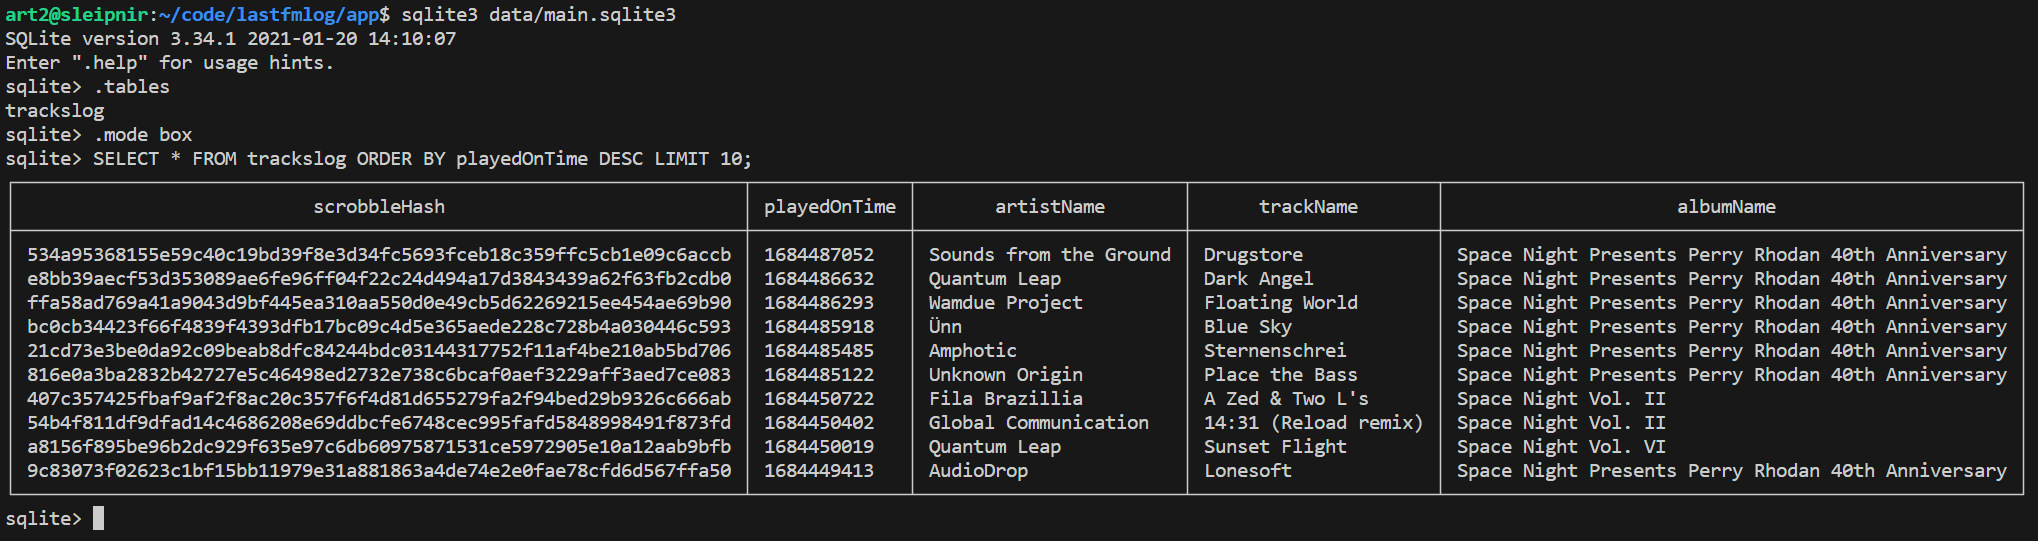 art2@sleipnir:~/code/lastfmlog/app$ sqlite3 data/main.sqlite3
SQLite version 3.34.1 2021-01-20 14:10:07
Enter ".help" for usage hints.
sqlite> .tables
trackslog
sqlite> .mode box
sqlite> SELECT * FROM trackslog ORDER BY playedOnTime DESC LIMIT 10;
scrobbleHash playedOnTime artistName trackName albumName
534a95368155e59c40c19bd39f8e3d34fc5693fceb18c359ffc5cb1e09c6accb 1684487052 Sounds from the Ground Drugstore Space Night Presents Perry Rhodan 40th Anniversary
e8bb39aecf53d353089ae6fe96ff04f22c24d494a17d3843439a62f63fb2cdb0 1684486632 Quantum Leap Dark Angel Space Night Presents Perry Rhodan 40th Anniversary
ffa58ad769a41a9043d9bf445ea310aa550d0e49cb5d62269215ee454ae69b90 1684486293 Wamdue Project Floating World Space Night Presents Perry Rhodan 40th Anniversary
bc0cb34423f66f4839f4393dfb17bc09c4d5e365aede228c728b4a030446c593 1684485918 Ünn Blue Sky Space Night Presents Perry Rhodan 40th Anniversary
21cd73e3be0da92c09beab8dfc84244bdc03144317752f11af4be210ab5bd706 1684485485 Amphotic Sternenschrei Space Night Presents Perry Rhodan 40th Anniversary
816e0a3ba2832b42727e5c46498ed2732e738c6bcaf0aef3229aff3aed7ce083 1684485122 Unknown Origin Place the Bass Space Night Presents Perry Rhodan 40th Anniversary
407c357425fbaf9af2f8ac20c357f6f4d81d655279fa2f94bed29b9326c666ab 1684450722 Fila Brazillia A Zed & Two L's Space Night Vol. II
54b4f811df9dfad14c4686208e69ddbcfe6748cec995fafd5848998491f873fd 1684450402 Global Communication 14:31 (Reload remix) Space Night Vol. II
a8156f895be96b2dc929f635e97c6db60975871531ce5972905e10a12aab9bfb 1684450019 Quantum Leap Sunset Flight Space Night Vol. VI
9c83073f02623c1bf15bb11979e31a881863a4de74e2e0fae78cfd6d567ffa50 1684449413 AudioDrop Lonesoft Space Night Presents Perry Rhodan 40th Anniversary
sqlite>